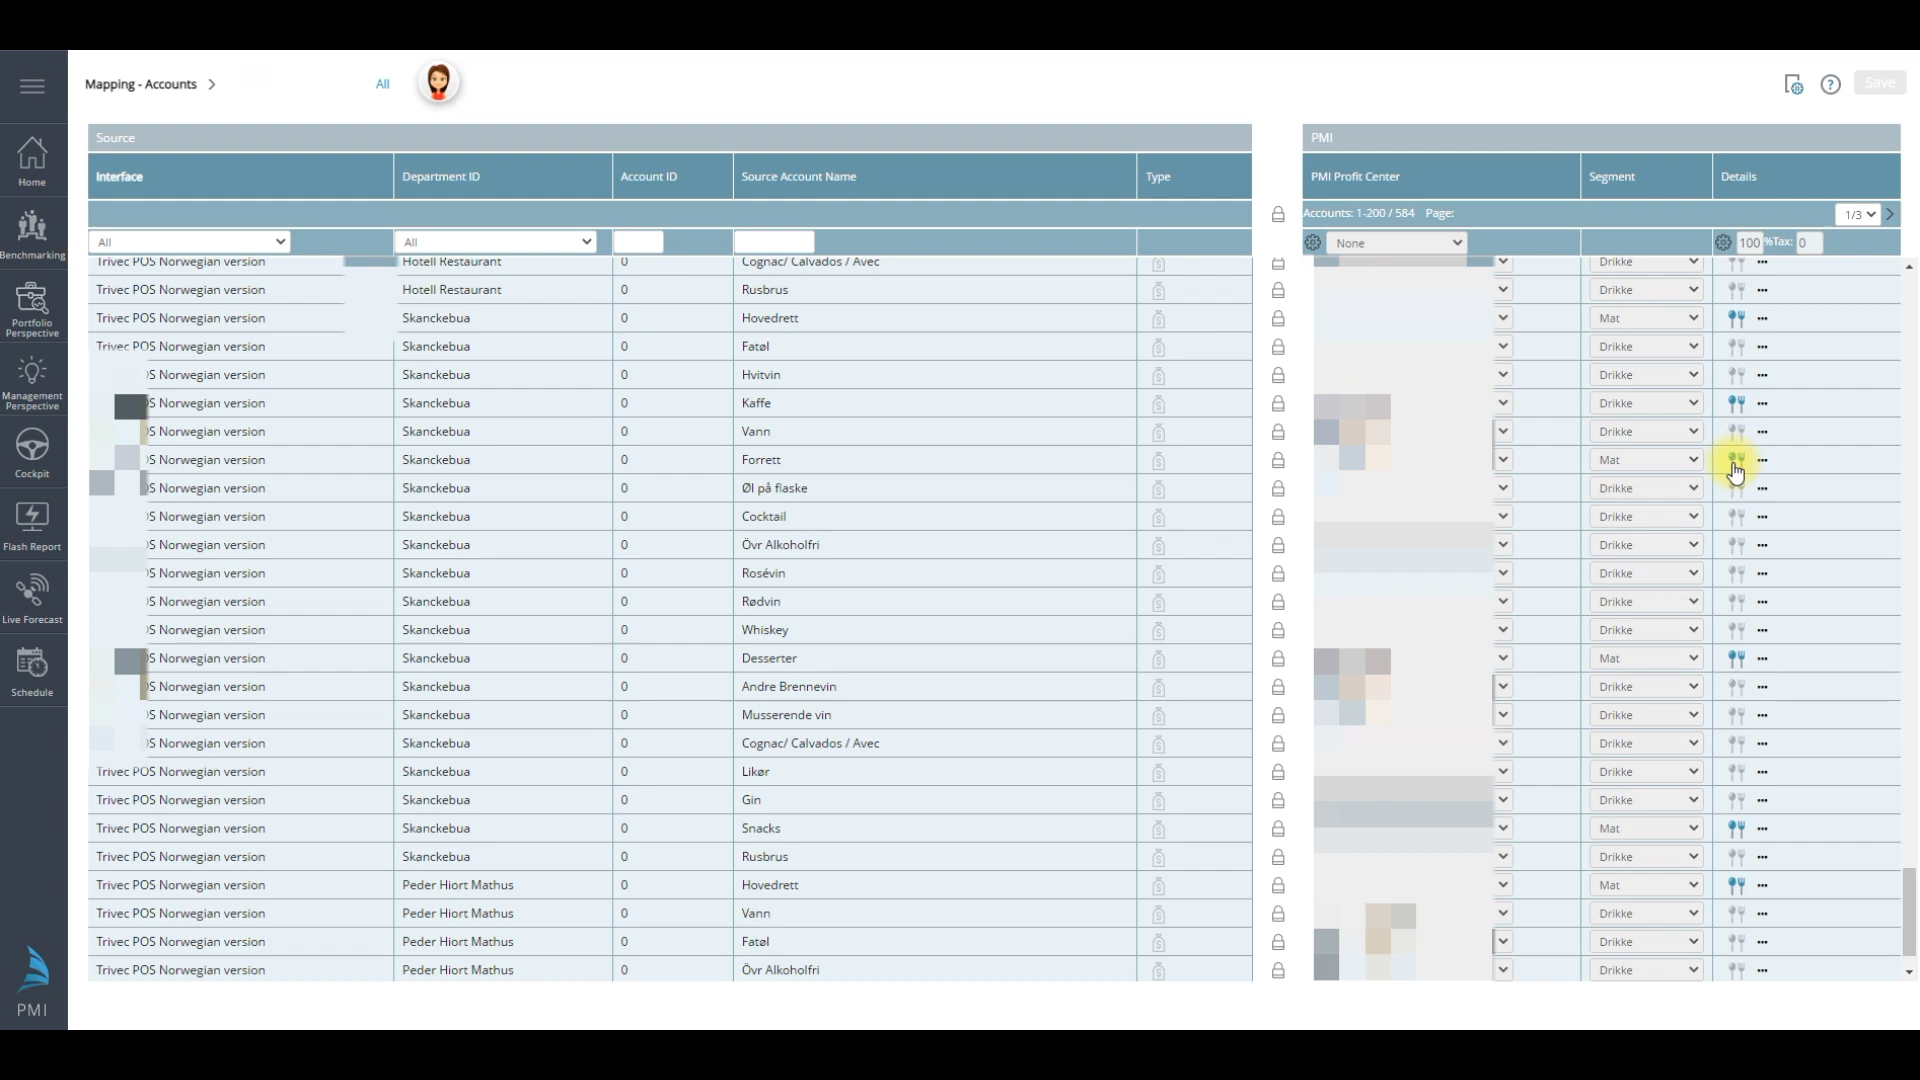 Mapping - Accounts
All
Save
Home
Benchmarking
Portfolio
Perspective
Management
Perspective
Cockpit
Flash Report
Live Forecast
Schedule
PMI
Source
PMI
Interface Department ID Account ID Source Account Name Type PMI Profit Center Segment Details
Accounts: 1-200 / 584 Page: 1/3
All All None 100 %Tax: 0
Trivec POS Norwegian version Hotell Restaurant 0 Cognac/ Calvados / Avec Drikke
Trivec POS Norwegian version Hotell Restaurant 0 Rusbrus Drikke
Trivec POS Norwegian version Skanckebua 0 Hovedrett Mat
Trivec POS Norwegian version Skanckebua 0 Fatøl Drikke
S Norwegian version Skanckebua 0 Hvitvin Drikke
S Norwegian version Skanckebua 0 Kaffe Drikke
S Norwegian version Skanckebua 0 Vann Drikke
S Norwegian version Skanckebua 0 Forrett Mat
S Norwegian version Skanckebua 0 Øl på flaske Drikke
S Norwegian version Skanckebua 0 Cocktail Drikke
S Norwegian version Skanckebua 0 Övr Alkoholfri Drikke
S Norwegian version Skanckebua 0 Rosévin Drikke
S Norwegian version Skanckebua 0 Rødvin Drikke
S Norwegian version Skanckebua 0 Whiskey Drikke
S Norwegian version Skanckebua 0 Desserter Mat
S Norwegian version Skanckebua 0 Andre Brennevin Drikke
S Norwegian version Skanckebua 0 Musserende vin Drikke
S Norwegian version Skanckebua 0 Cognac/ Calvados / Avec Drikke
Trivec POS Norwegian version Skanckebua 0 Likør Drikke
Trivec POS Norwegian version Skanckebua 0 Gin Drikke
Trivec POS Norwegian version Skanckebua 0 Snacks Mat
Trivec POS Norwegian version Skanckebua 0 Rusbrus Drikke
Trivec POS Norwegian version Peder Hiort Mathus 0 Hovedrett Mat
Trivec POS Norwegian version Peder Hiort Mathus 0 Vann Drikke
Trivec POS Norwegian version Peder Hiort Mathus 0 Fatøl Drikke
Trivec POS Norwegian version Peder Hiort Mathus 0 Övr Alkoholfri Drikke